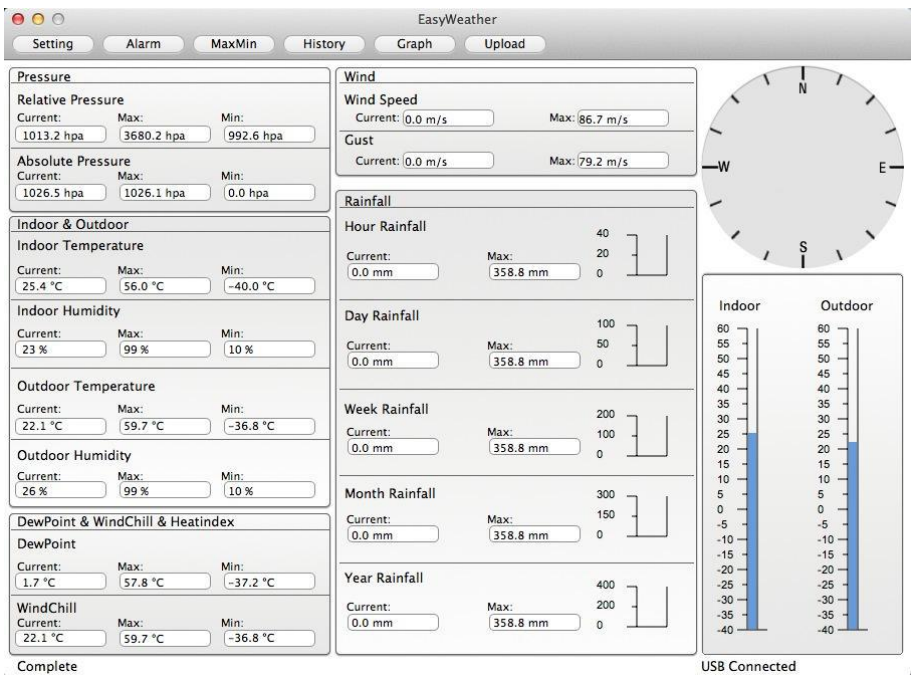 EasyWeather
Setting Alarm MaxMin History Graph Upload
Pressure
Relative Pressure
Current: Max: Min:
1013.2 hpa 3680.2 hpa 992.6 hpa
Absolute Pressure
Current: Max: Min:
1026.5 hpa 1026.1 hpa 0.0 hpa
Indoor & Outdoor
Indoor Temperature
Current: Max: Min:
25.4 °C 56.0 °C -40.0 °C
Indoor Humidity
Current: Max: Min:
23 % 99 % 10 %
Outdoor Temperature
Current: Max: Min:
22.1 °C 59.7 °C -36.8 °C
Outdoor Humidity
Current: Max: Min:
26 % 99 % 10 %
DewPoint & WindChill & Heatindex
DewPoint
Current: Max: Min:
1.7 °C 57.8 °C -37.2 °C
WindChill
Current: Max: Min:
22.1 °C 59.7 °C -36.8 °C
Complete
Wind
Wind Speed
Current: 0.0 m/s Max: 86.7 m/s
Gust
Current: 0.0 m/s Max: 79.2 m/s
Rainfall
Hour Rainfall
Current: Max:
0.0 mm 358.8 mm
40
20
0
Day Rainfall
Current: Max:
0.0 mm 358.8 mm
100
50
0
Week Rainfall
Current: Max:
0.0 mm 358.8 mm
200
100
0
Month Rainfall
Current: Max:
0.0 mm 358.8 mm
300
150
0
Year Rainfall
Current: Max:
0.0 mm 358.8 mm
400
200
0
N
W E
S
Indoor Outdoor
60 60
55 55
50 50
45 45
40 40
35 35
30 30
25 25
20 20
15 15
10 10
5 5
0 0
-5 -5
-10 -10
-15 -15
-20 -20
-25 -25
-30 -30
-35 -35
-40 -40
USB Connected